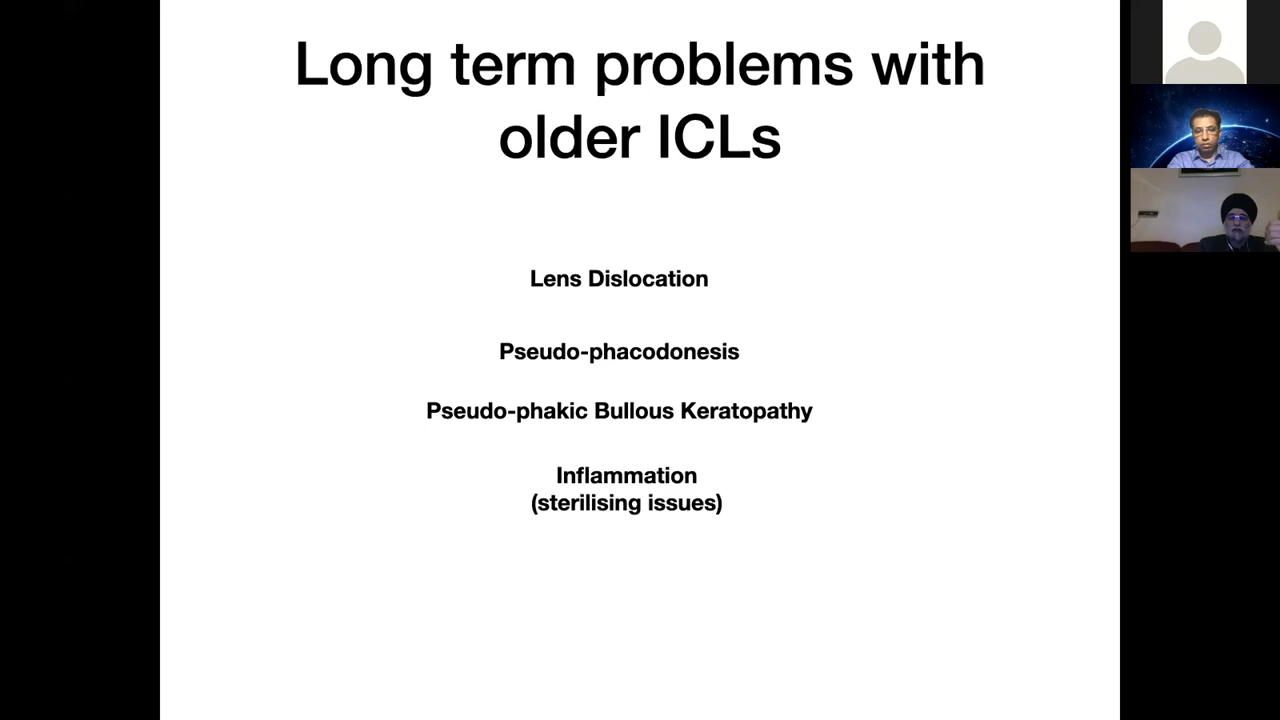 Long term problems with
older ICLs
Lens Dislocation
Pseudo-phacodonesis
Pseudo-phakic Bullous Keratopathy
Inflammation
(sterilising issues)